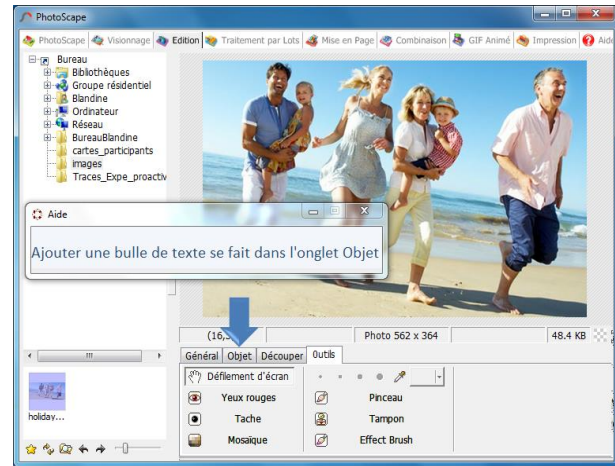 PhotoScape
PhotoScape Visionnage Edition Traitement par Lots Mise en Page Combinaison GIF Animé Impression Aide
Bureau
Bibliothèques
Groupe résidentiel
Blandine
Ordinateur
Réseau
BureauBlandine
cartes_participants
images
Traces_Expe_proactiv
Aide
Ajouter une bulle de texte se fait dans l'onglet Objet
Photo 562 x 364 48.4 KB
Général Objet Découper Outils
Défilement d'écran
Yeux rouges Pinceau
Tache Tampon
Mosaïque Effect Brush
holiday...